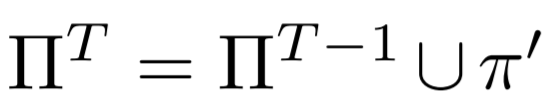 Π^T = Π^{T−1} ∪ π′